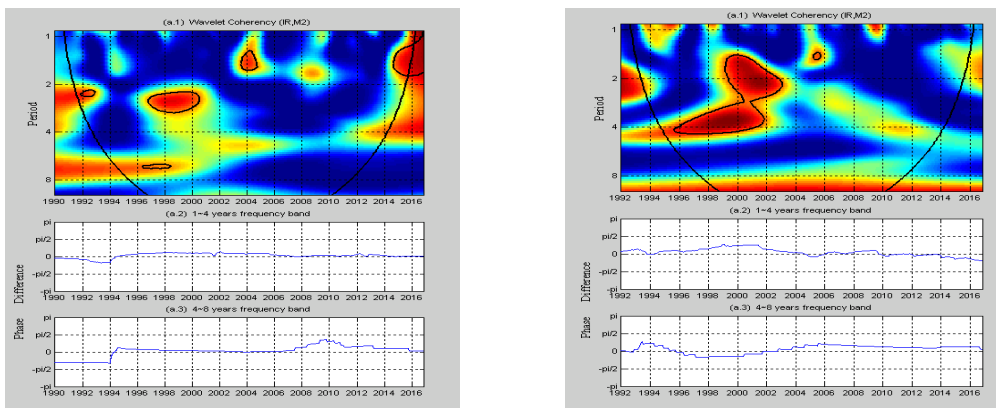 (a.1) Wavelet Coherency (IR,M2)
Period
1
2
4
8
1990 1992 1994 1996 1998 2000 2002 2004 2006 2008 2010 2012 2014 2016
(a.2) 1~4 years frequency band
pi
pi/2
0
-pi/2
-pi
1990 1992 1994 1996 1998 2000 2002 2004 2006 2008 2010 2012 2014 2016
(a.3) 4~8 years frequency band
pi
pi/2
0
-pi/2
-pi
1990 1992 1994 1996 1998 2000 2002 2004 2006 2008 2010 2012 2014 2016
Phase Difference
(a.1) Wavelet Coherency (IR,M2)
Period
1
2
4
8
1992 1994 1996 1998 2000 2002 2004 2006 2008 2010 2012 2014 2016
(a.2) 1~4 years frequency band
pi
pi/2
0
-pi/2
-pi
1992 1994 1996 1998 2000 2002 2004 2006 2008 2010 2012 2014 2016
(a.3) 4~8 years frequency band
pi
pi/2
0
-pi/2
-pi
1992 1994 1996 1998 2000 2002 2004 2006 2008 2010 2012 2014 2016
Phase Difference